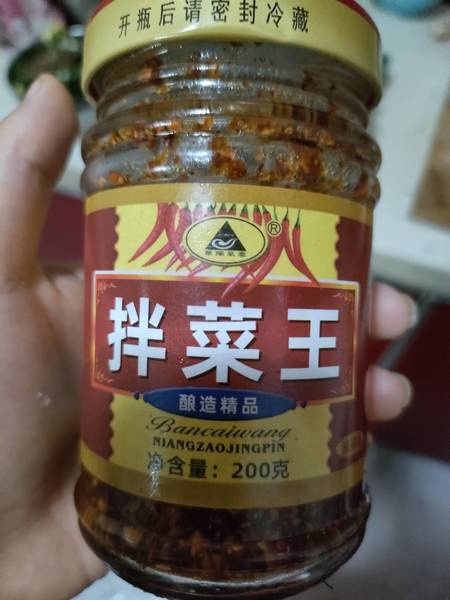 开瓶后请密封冷藏
®
拌菜王
酿造精品
Bancaiwang
NIANGZAOJINGPIN
净含量：200克